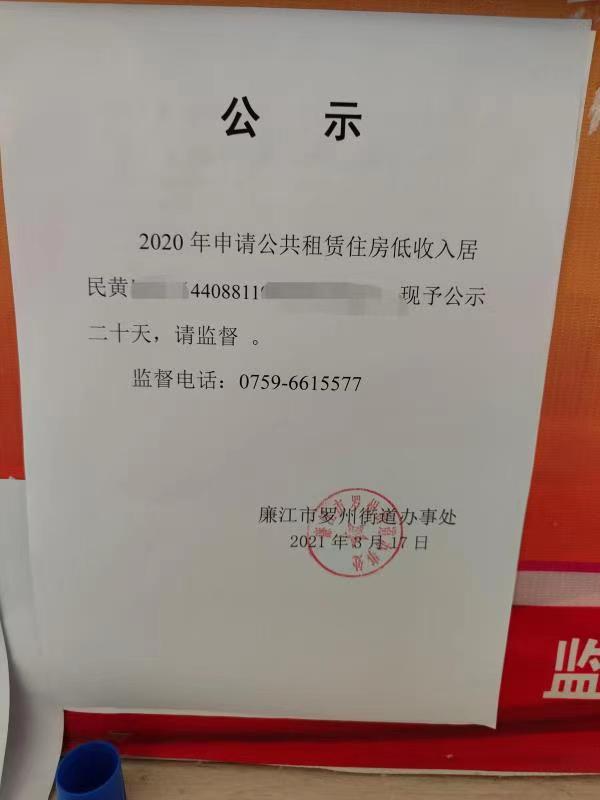 公 示
2020 年申请公共租赁住房低收入居
民黄 4408811 现予公示
二十天，请监督 。
监督电话：0759-6615577
廉江市罗州街道办事处
2021 年 3 月 17 日
监